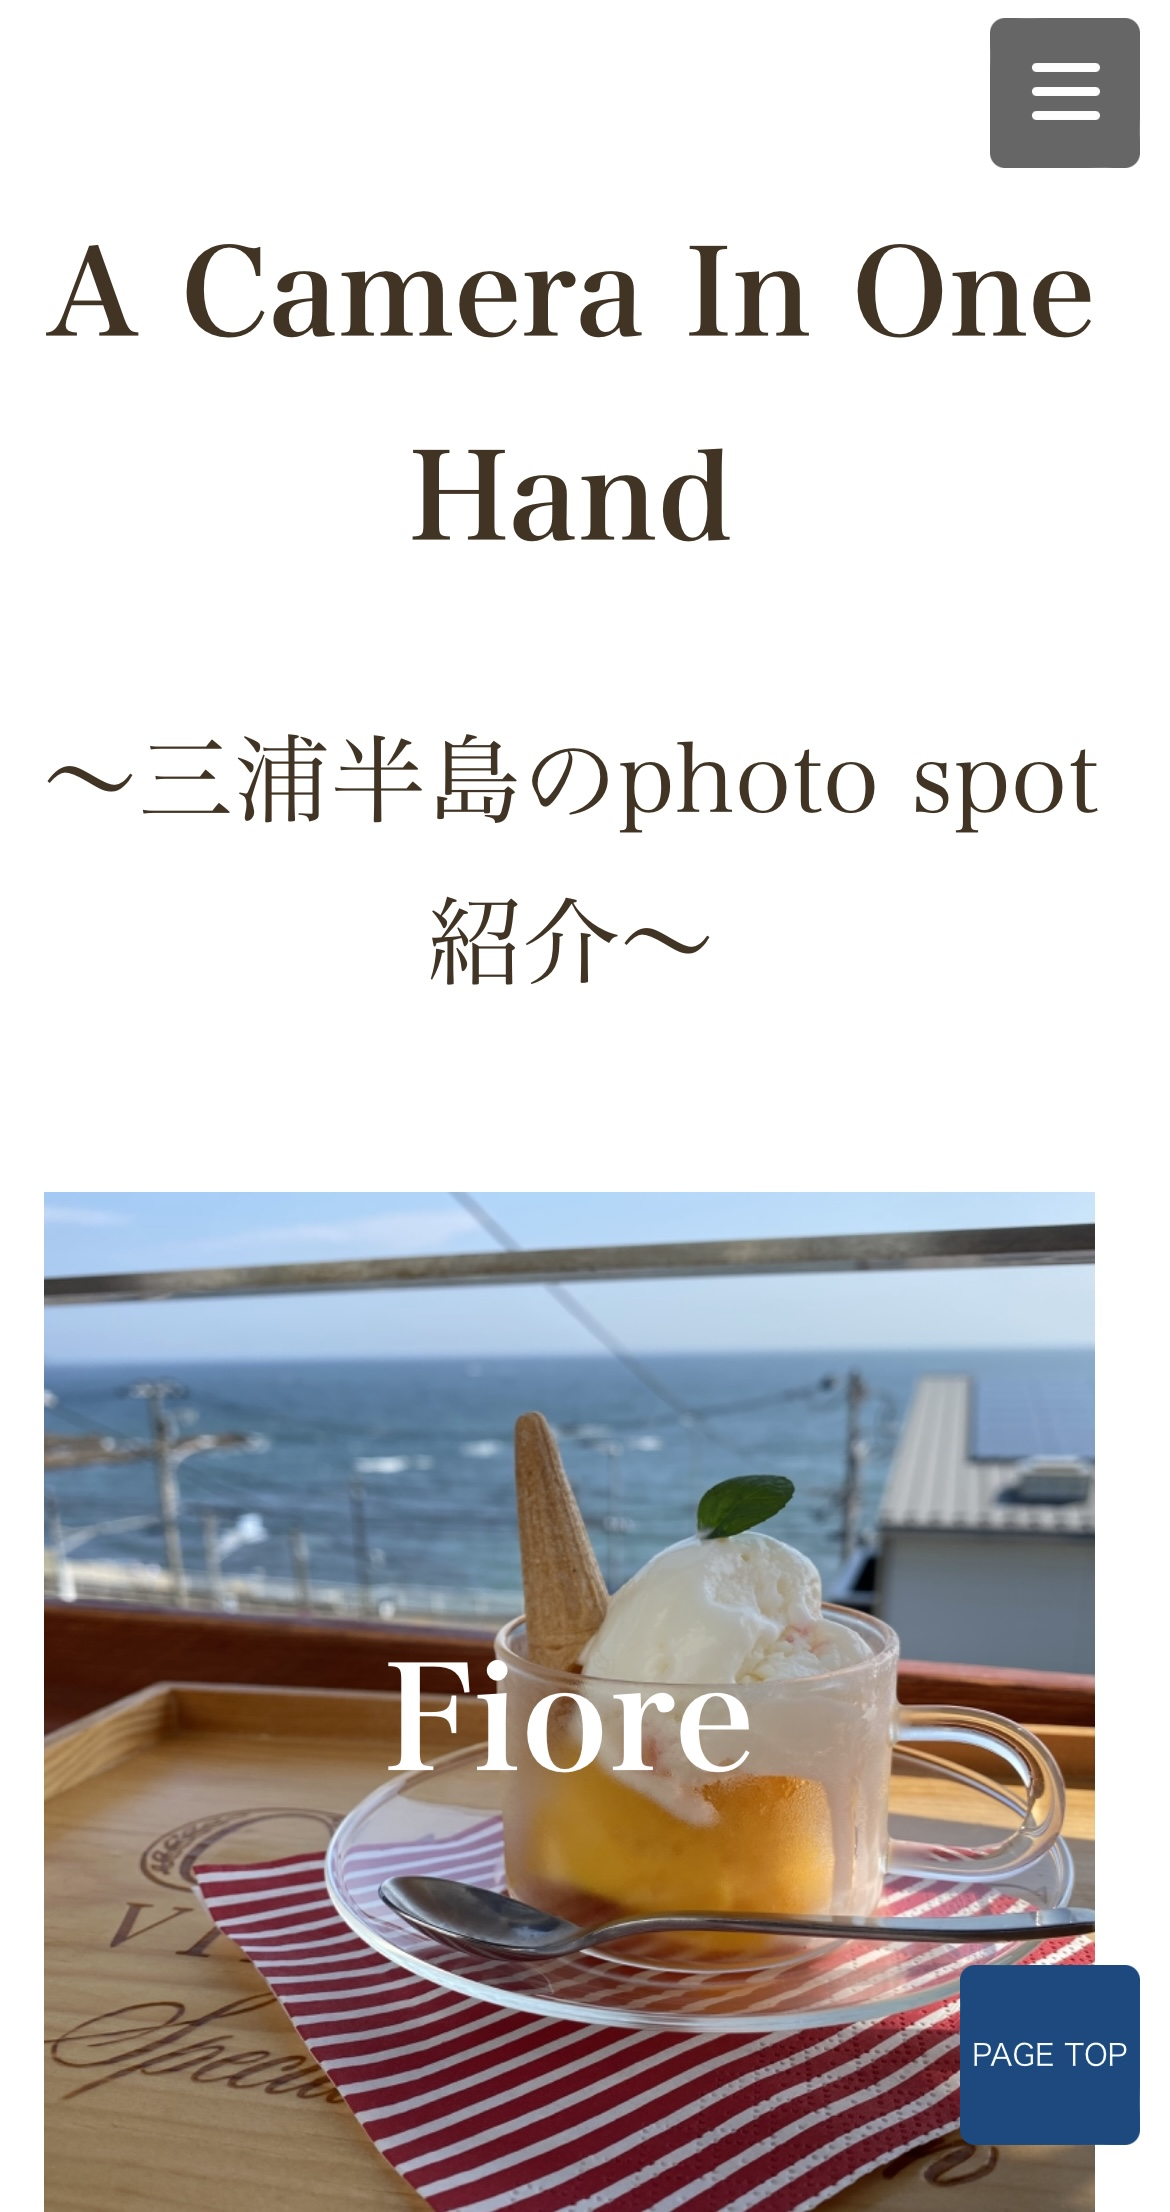 A Camera In One
Hand
～三浦半島のphoto spot
紹介～
Fiore
Special
PAGE TOP